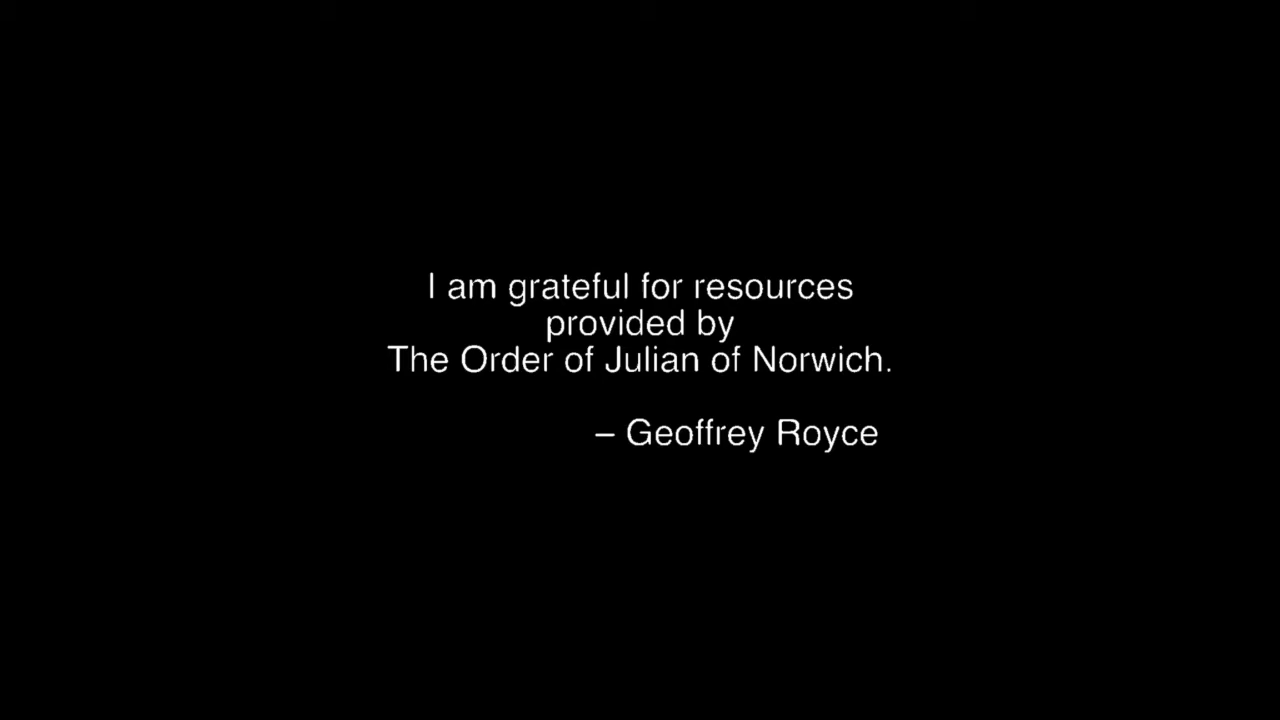 I am grateful for resources
provided by
The Order of Julian of Norwich.
– Geoffrey Royce